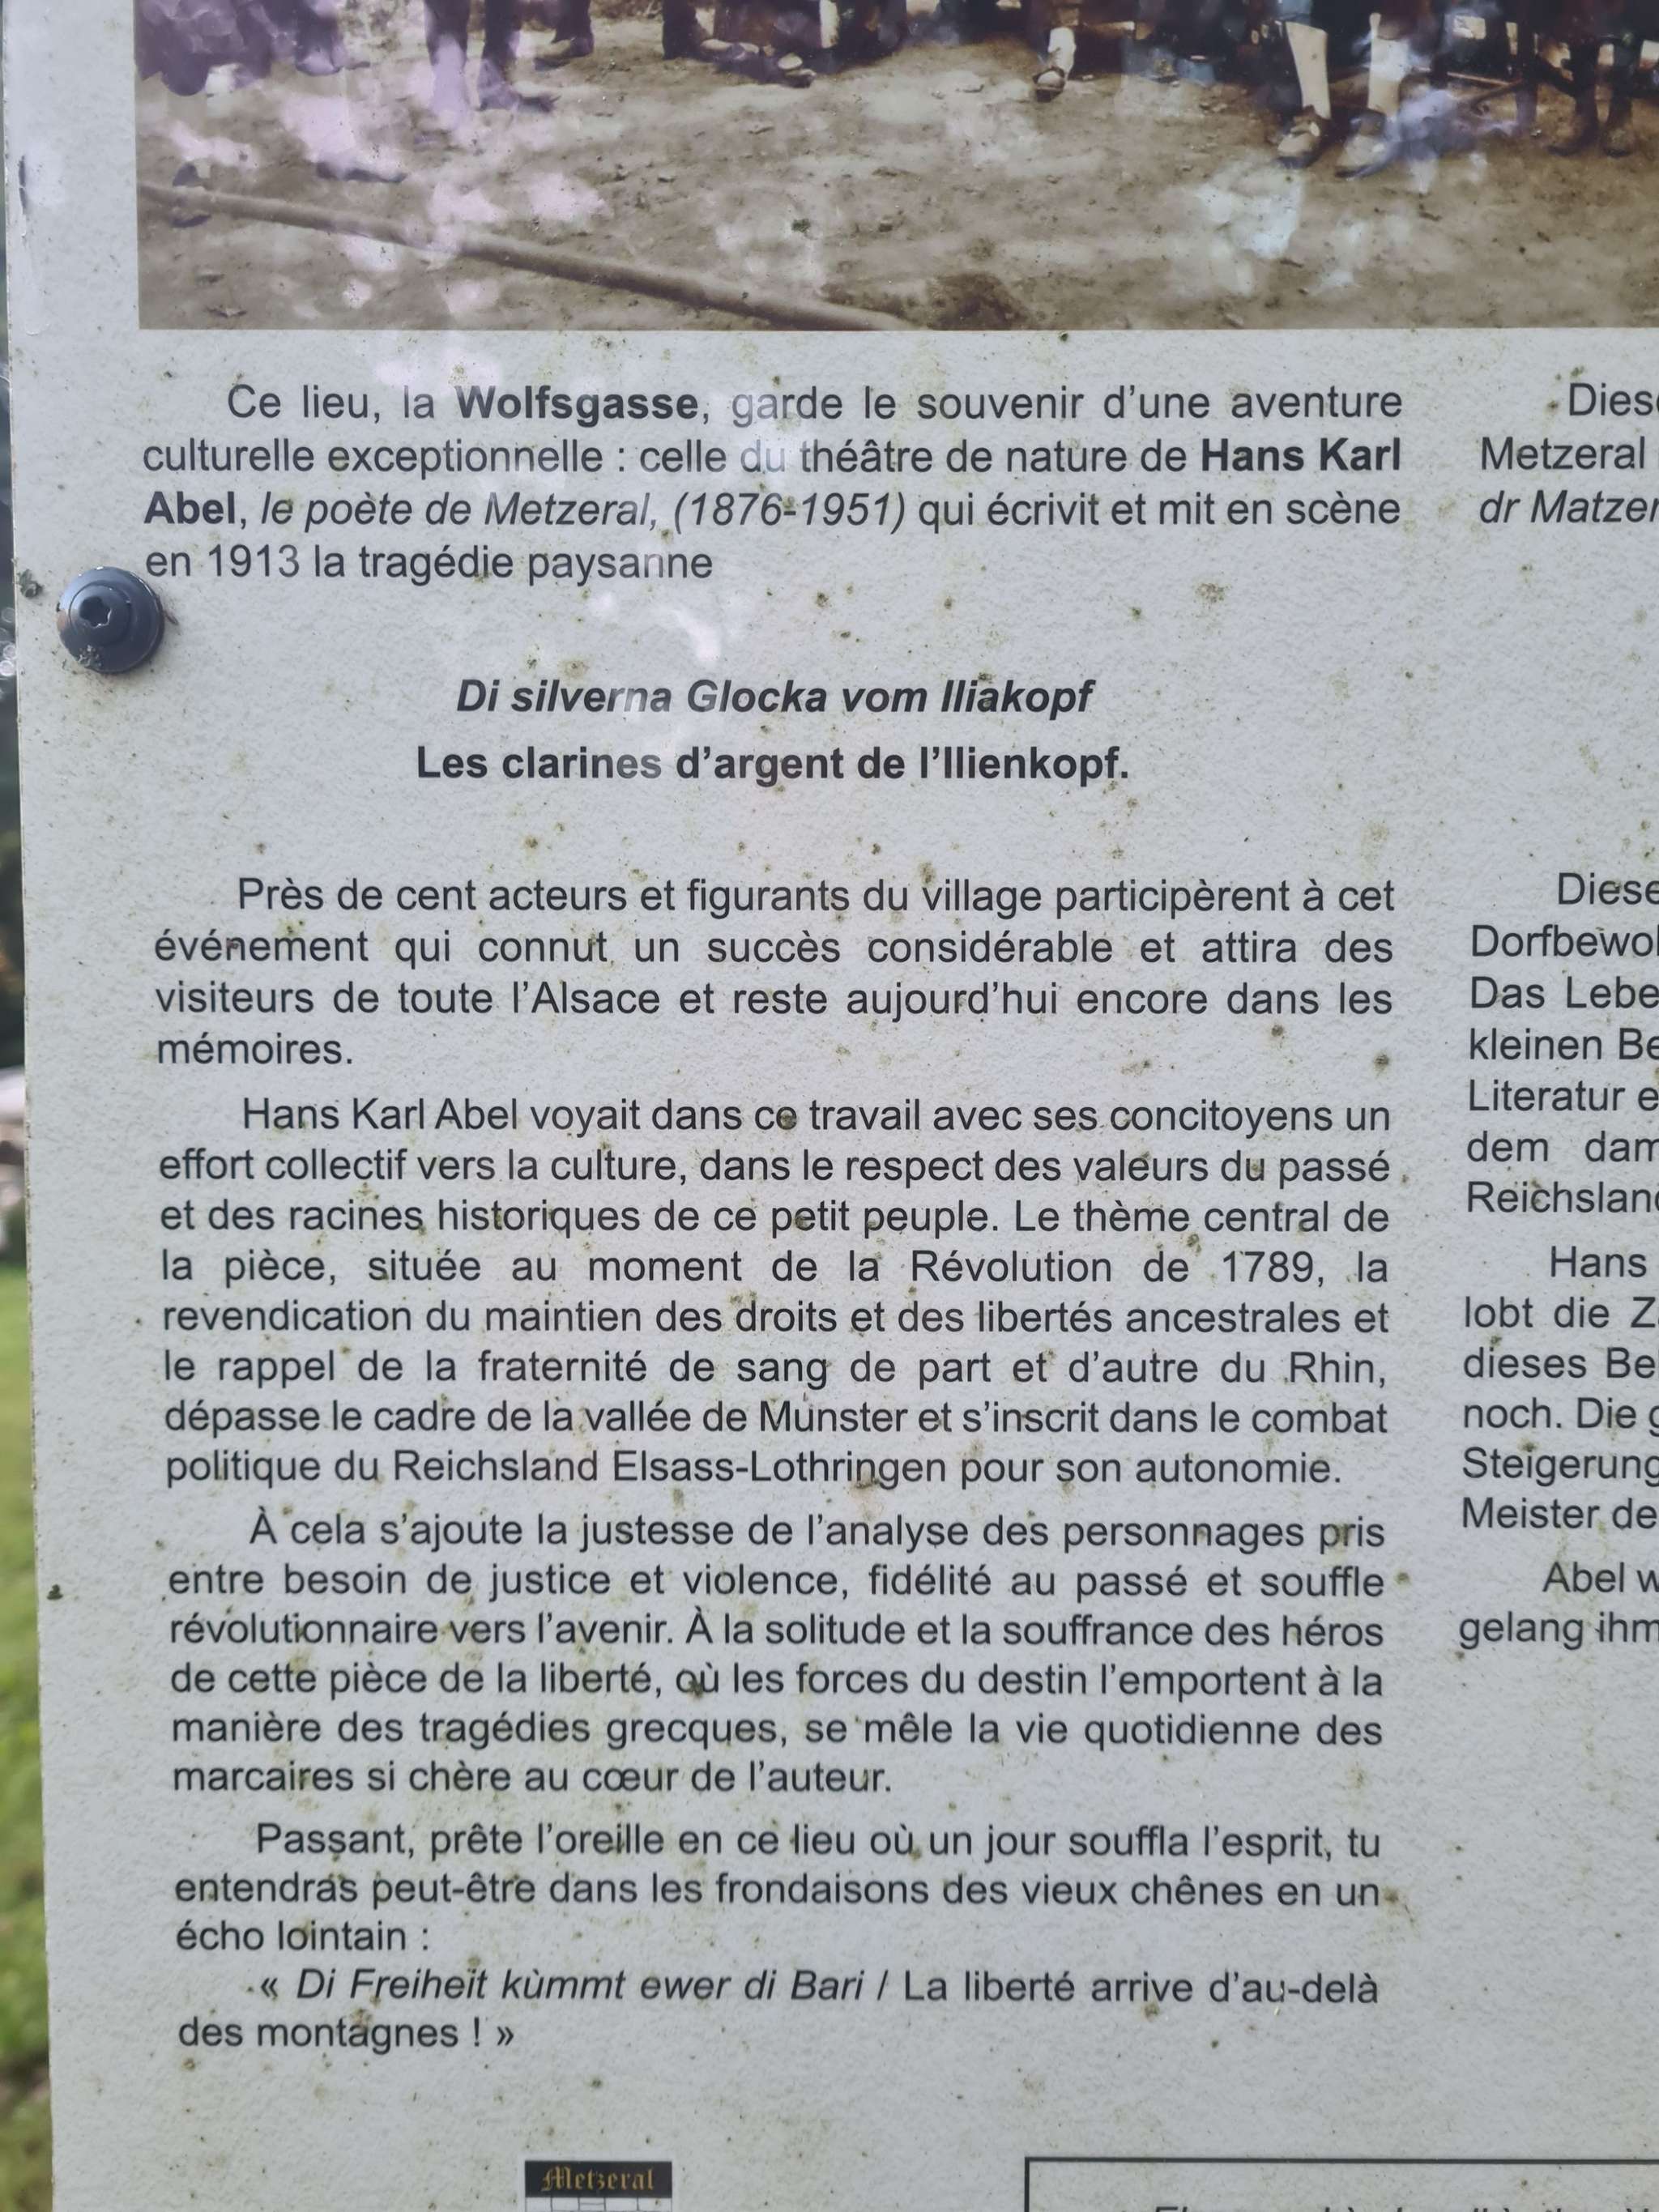 Ce lieu, la Wolfsgasse, garde le souvenir d'une aventure
culturelle exceptionnelle : celle du théâtre de nature de Hans Karl
Abel, le poète de Metzeral, (1876-1951) qui écrivit et mit en scène
en 1913 la tragédie paysanne
Di silverna Glocka vom Iliakopf
Les clarines d'argent de l'Ilienkopf.
Près de cent acteurs et figurants du village participèrent à cet
événement qui connut un succès considérable et attira des
visiteurs de toute l'Alsace et reste aujourd'hui encore dans les
mémoires.
Hans Karl Abel voyait dans ce travail avec ses concitoyens un
effort collectif vers la culture, dans le respect des valeurs du passé
et des racines historiques de ce petit peuple. Le thème central de
la pièce, située au moment de la Révolution de 1789, la
revendication du maintien des droits et des libertés ancestrales et
le rappel de la fraternité de sang de part et d'autre du Rhin,
dépasse le cadre de la vallée de Munster et s'inscrit dans le combat
politique du Reichsland Elsass-Lothringen pour son autonomie.
À cela s'ajoute la justesse de l'analyse des personnages pris
entre besoin de justice et violence, fidélité au passé et souffle
révolutionnaire vers l'avenir. À la solitude et la souffrance des héros
de cette pièce de la liberté, où les forces du destin l'emportent à la
manière des tragédies grecques, se mêle la vie quotidienne des
marcaires si chère au cœur de l'auteur.
Passant, prête l'oreille en ce lieu où un jour souffla l'esprit, tu
entendras peut-être dans les frondaisons des vieux chênes en un
écho lointain :
« Di Freiheit kùmmt ewer di Bari / La liberté arrive d'au-delà
des montagnes ! »
Metzeral
Metzeral
dr
Das
kleinen
Literatur
dem
Hans
lobt die
dieses
noch. Die
Meister
Abel
gelang